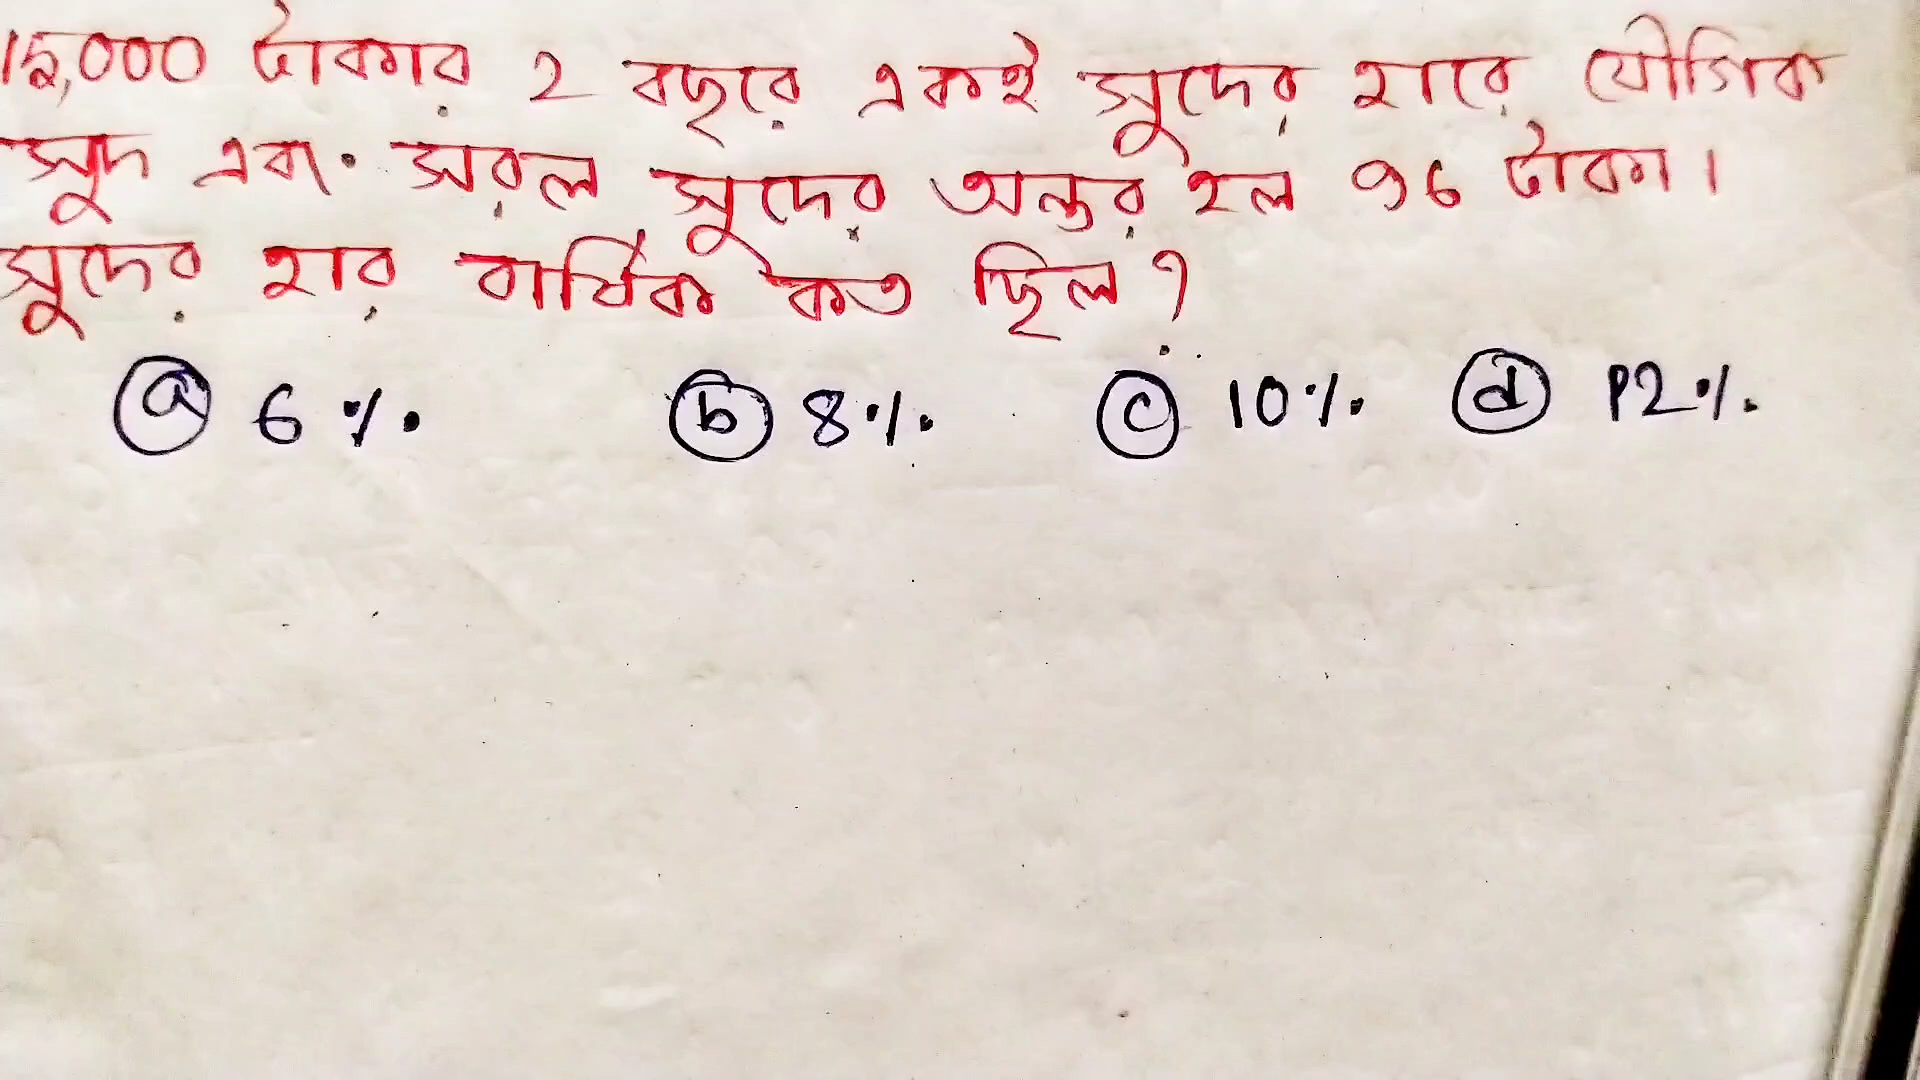 15,000 টাকার 2 বছরে একই সুদের হারে যৌগিক
সুদ এবং সরল সুদের অন্তর হল 96 টাকা।
সুদের হার বার্ষিক কত ছিল?
(a) 6% (b) 8% (c) 10% (d) 12%